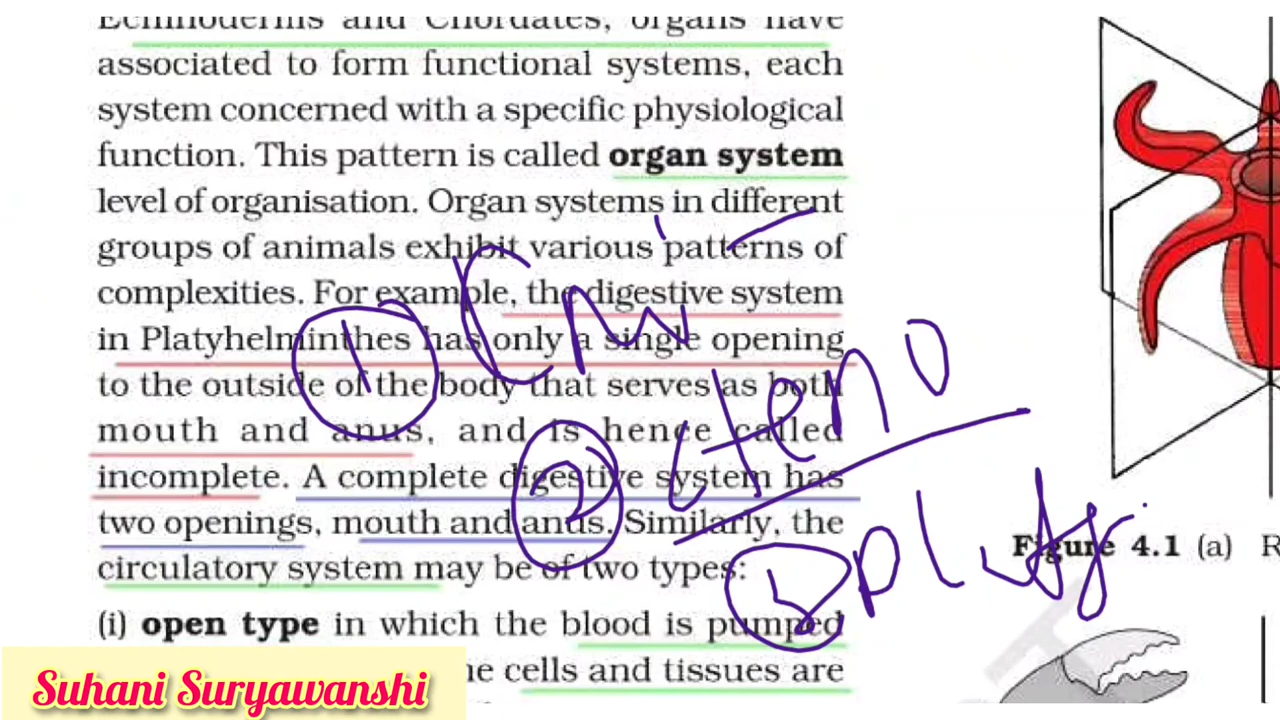 Echinoderms and Chordates, organs have
associated to form functional systems, each
system concerned with a specific physiological
function. This pattern is called organ system
level of organisation. Organ systems in different
groups of animals exhibit various patterns of
complexities. For example, the digestive system
in Platyhelminthes has only a single opening
to the outside of the body that serves as both
mouth and anus, and is hence called
incomplete. A complete digestive system has
two openings, mouth and anus. Similarly, the
circulatory system may be of two types:
(i) open type in which the blood is pumped
cells and tissues are
1
Cni
2
cteno
3
Figure 4.1 (a) R
Suhani Suryawanshi